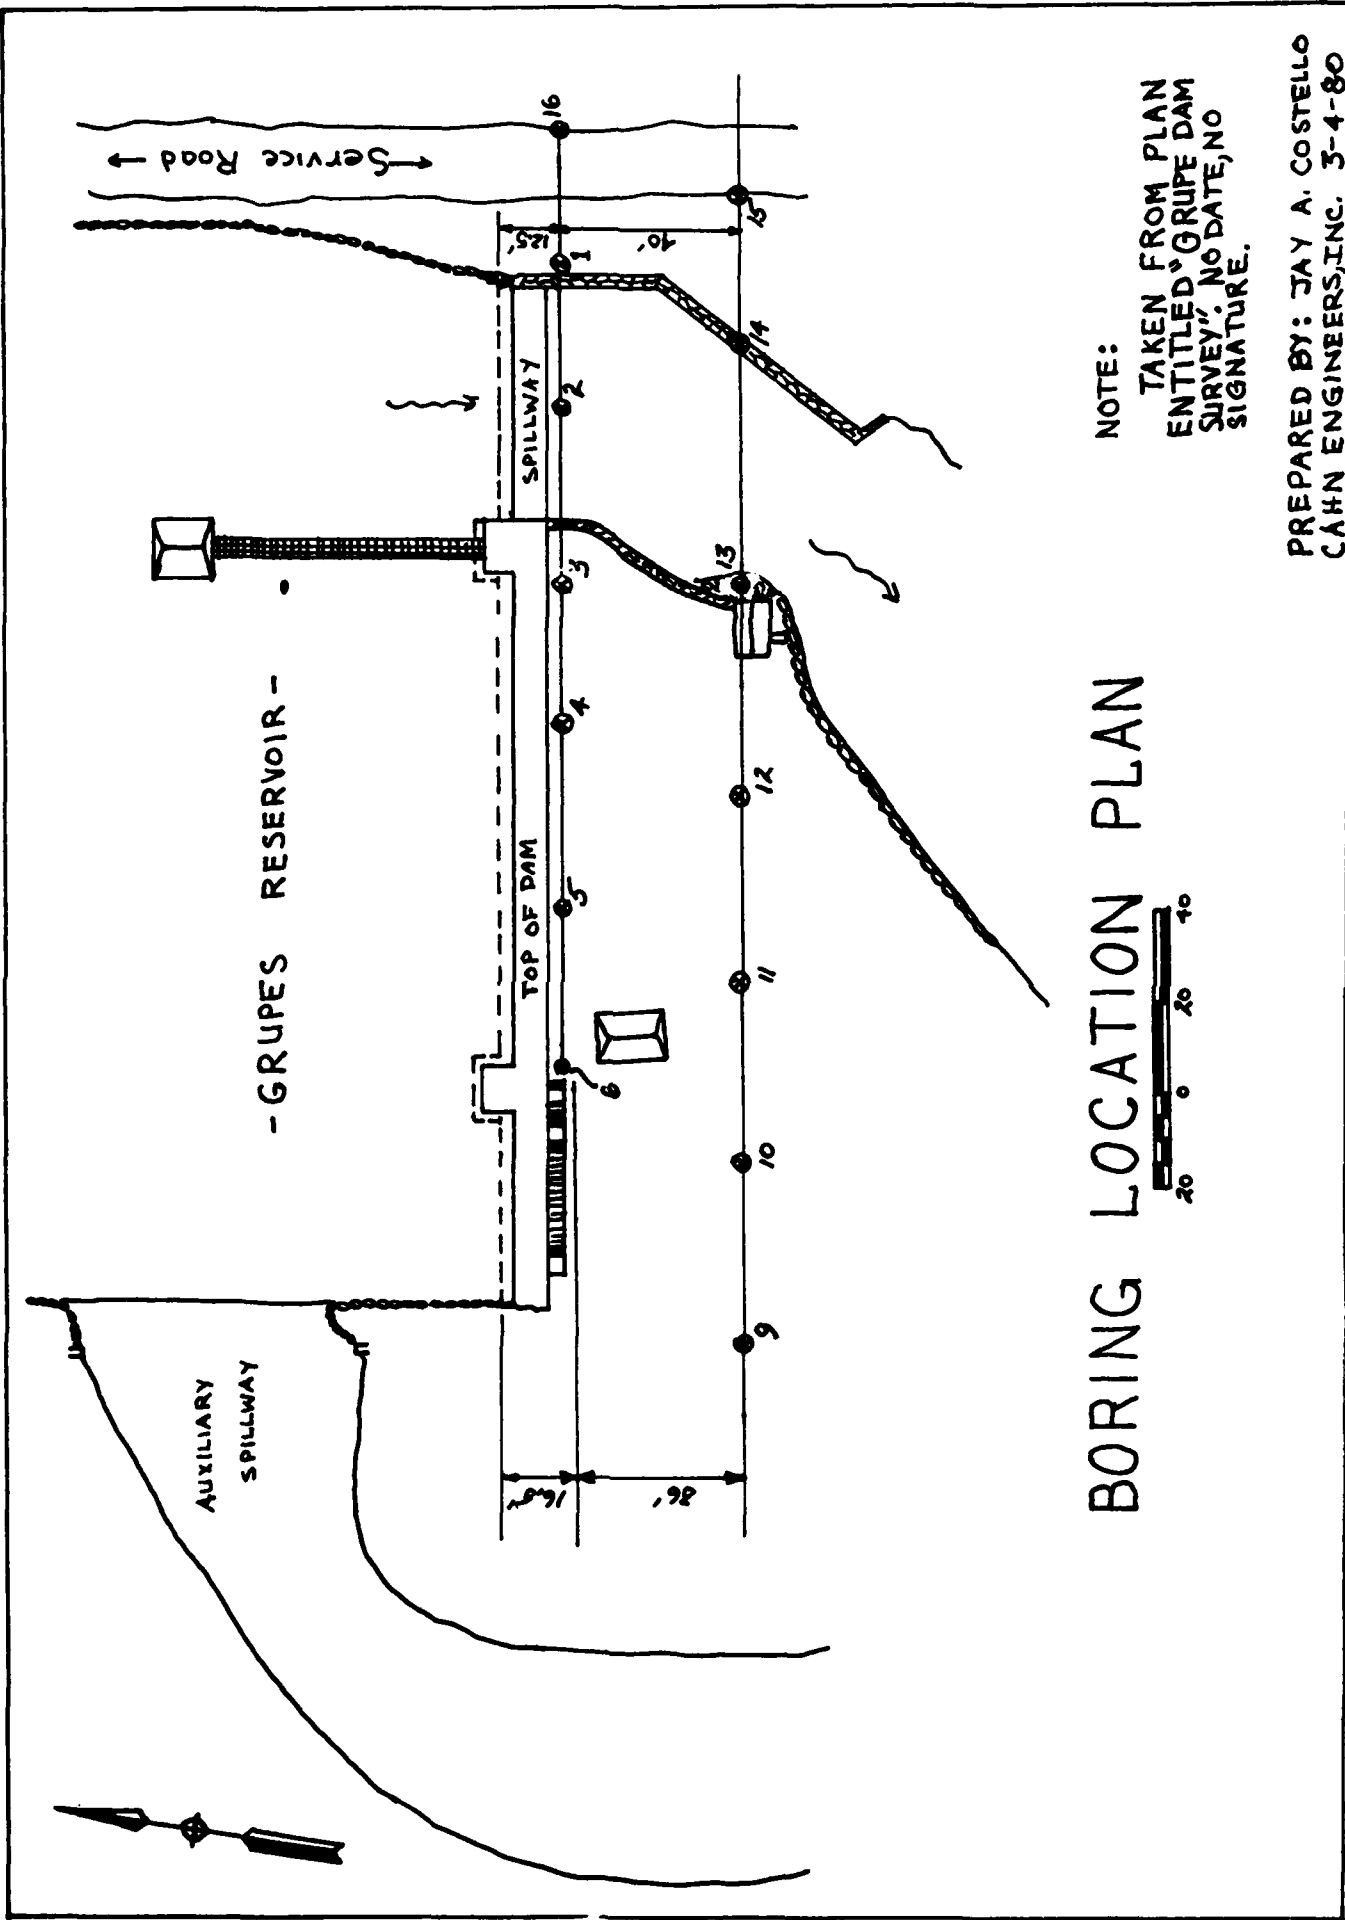 -GRUPES RESERVOIR-
AUXILIARY
SPILLWAY
TOP OF DAM
SPILLWAY
← Service Road →
16
1
2
3
4
5
6
12.5'
40'
16.5'
36'
9
10
11
12
13
14
15
BORING LOCATION PLAN
20 0 20 40
NOTE:
TAKEN FROM PLAN
ENTITLED "GRUPE DAM
SURVEY". NO DATE, NO
SIGNATURE.
PREPARED BY: JAY A. COSTELLO
CAHN ENGINEERS, INC. 3-4-80